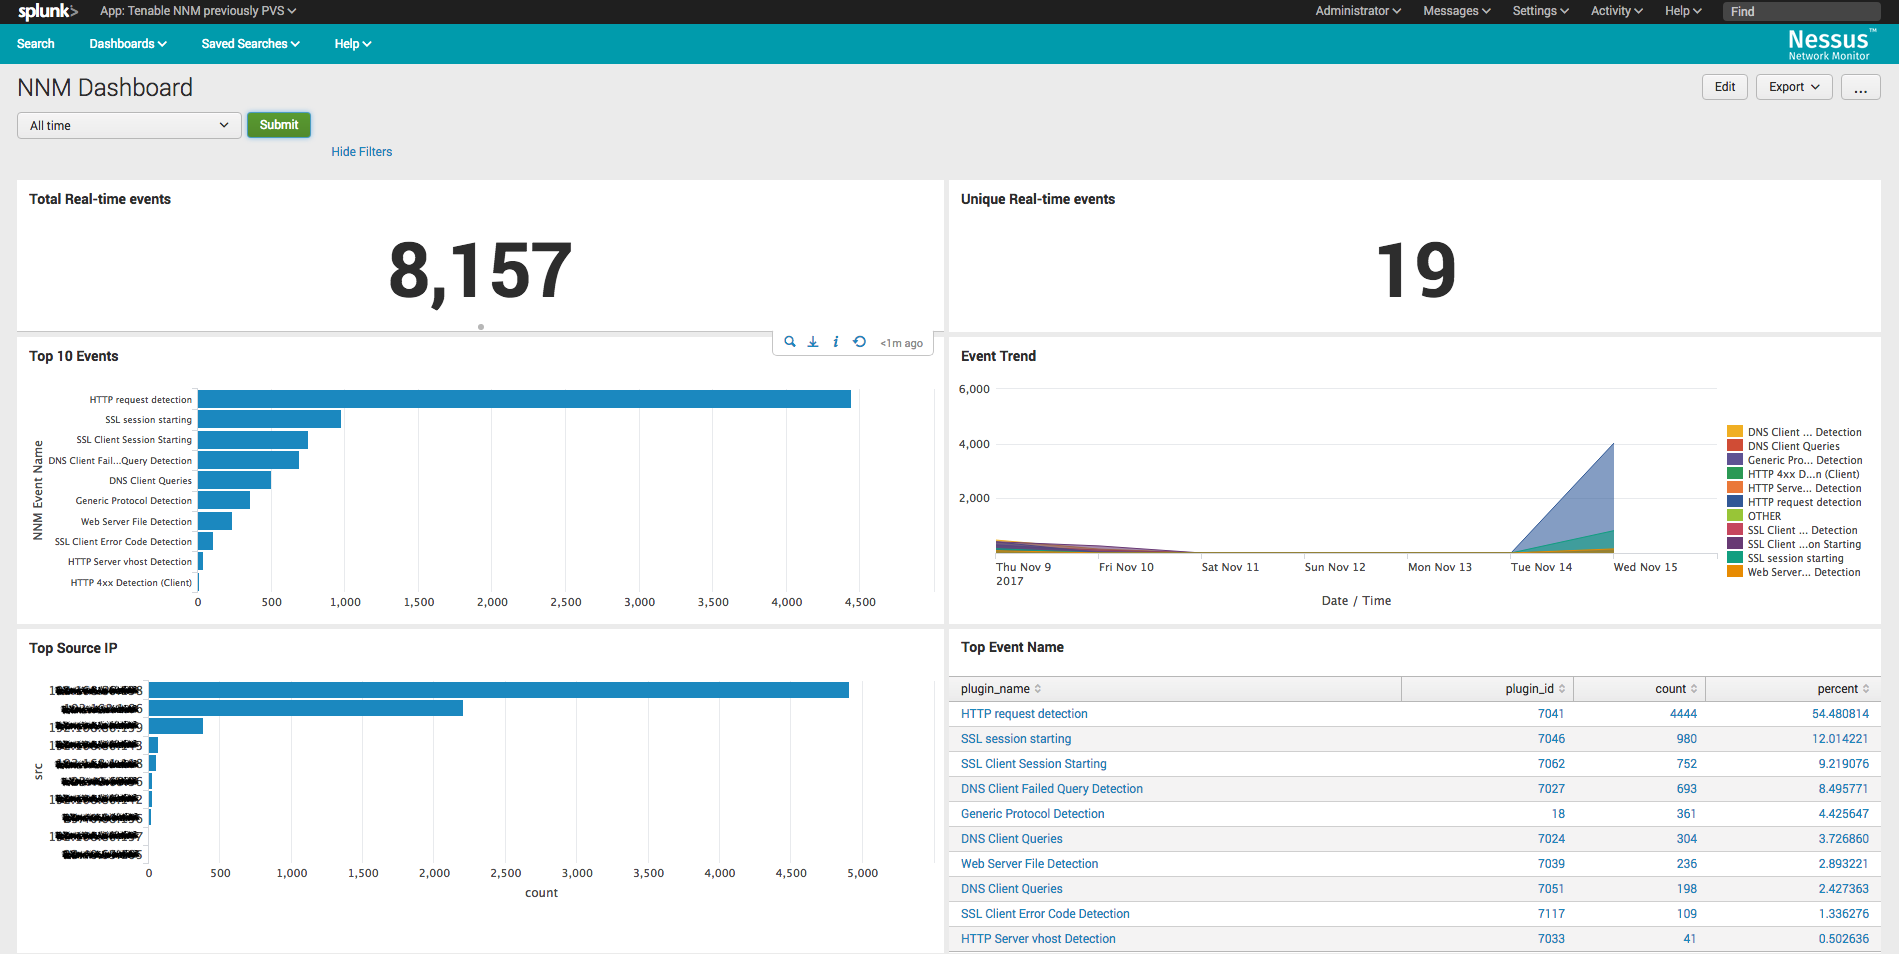 splunk> App: Tenable NNM previously PVS Administrator Messages Settings Activity Help Find
Search Dashboards Saved Searches Help Nessus™
Network Monitor
NNM Dashboard Edit Export ...
All time Submit
Hide Filters
Total Real-time events
8,157
Unique Real-time events
19
<1m ago
Top 10 Events
NNM Event Name
HTTP request detection
SSL session starting
SSL Client Session Starting
DNS Client Fail...Query Detection
DNS Client Queries
Generic Protocol Detection
Web Server File Detection
SSL Client Error Code Detection
HTTP Server vhost Detection
HTTP 4xx Detection (Client)
0 500 1,000 1,500 2,000 2,500 3,000 3,500 4,000 4,500
Event Trend
6,000
4,000
2,000
Thu Nov 9 Fri Nov 10 Sat Nov 11 Sun Nov 12 Mon Nov 13 Tue Nov 14 Wed Nov 15
2017
Date / Time
DNS Client ... Detection
DNS Client Queries
Generic Pro... Detection
HTTP 4xx D...n (Client)
HTTP Serve... Detection
HTTP request detection
OTHER
SSL Client ... Detection
SSL Client ...on Starting
SSL session starting
Web Server... Detection
Top Source IP
src
0 500 1,000 1,500 2,000 2,500 3,000 3,500 4,000 4,500 5,000
count
Top Event Name
plugin_name plugin_id count percent
HTTP request detection 7041 4444 54.480814
SSL session starting 7046 980 12.014221
SSL Client Session Starting 7062 752 9.219076
DNS Client Failed Query Detection 7027 693 8.495771
Generic Protocol Detection 18 361 4.425647
DNS Client Queries 7024 304 3.726860
Web Server File Detection 7039 236 2.893221
DNS Client Queries 7051 198 2.427363
SSL Client Error Code Detection 7117 109 1.336276
HTTP Server vhost Detection 7033 41 0.502636